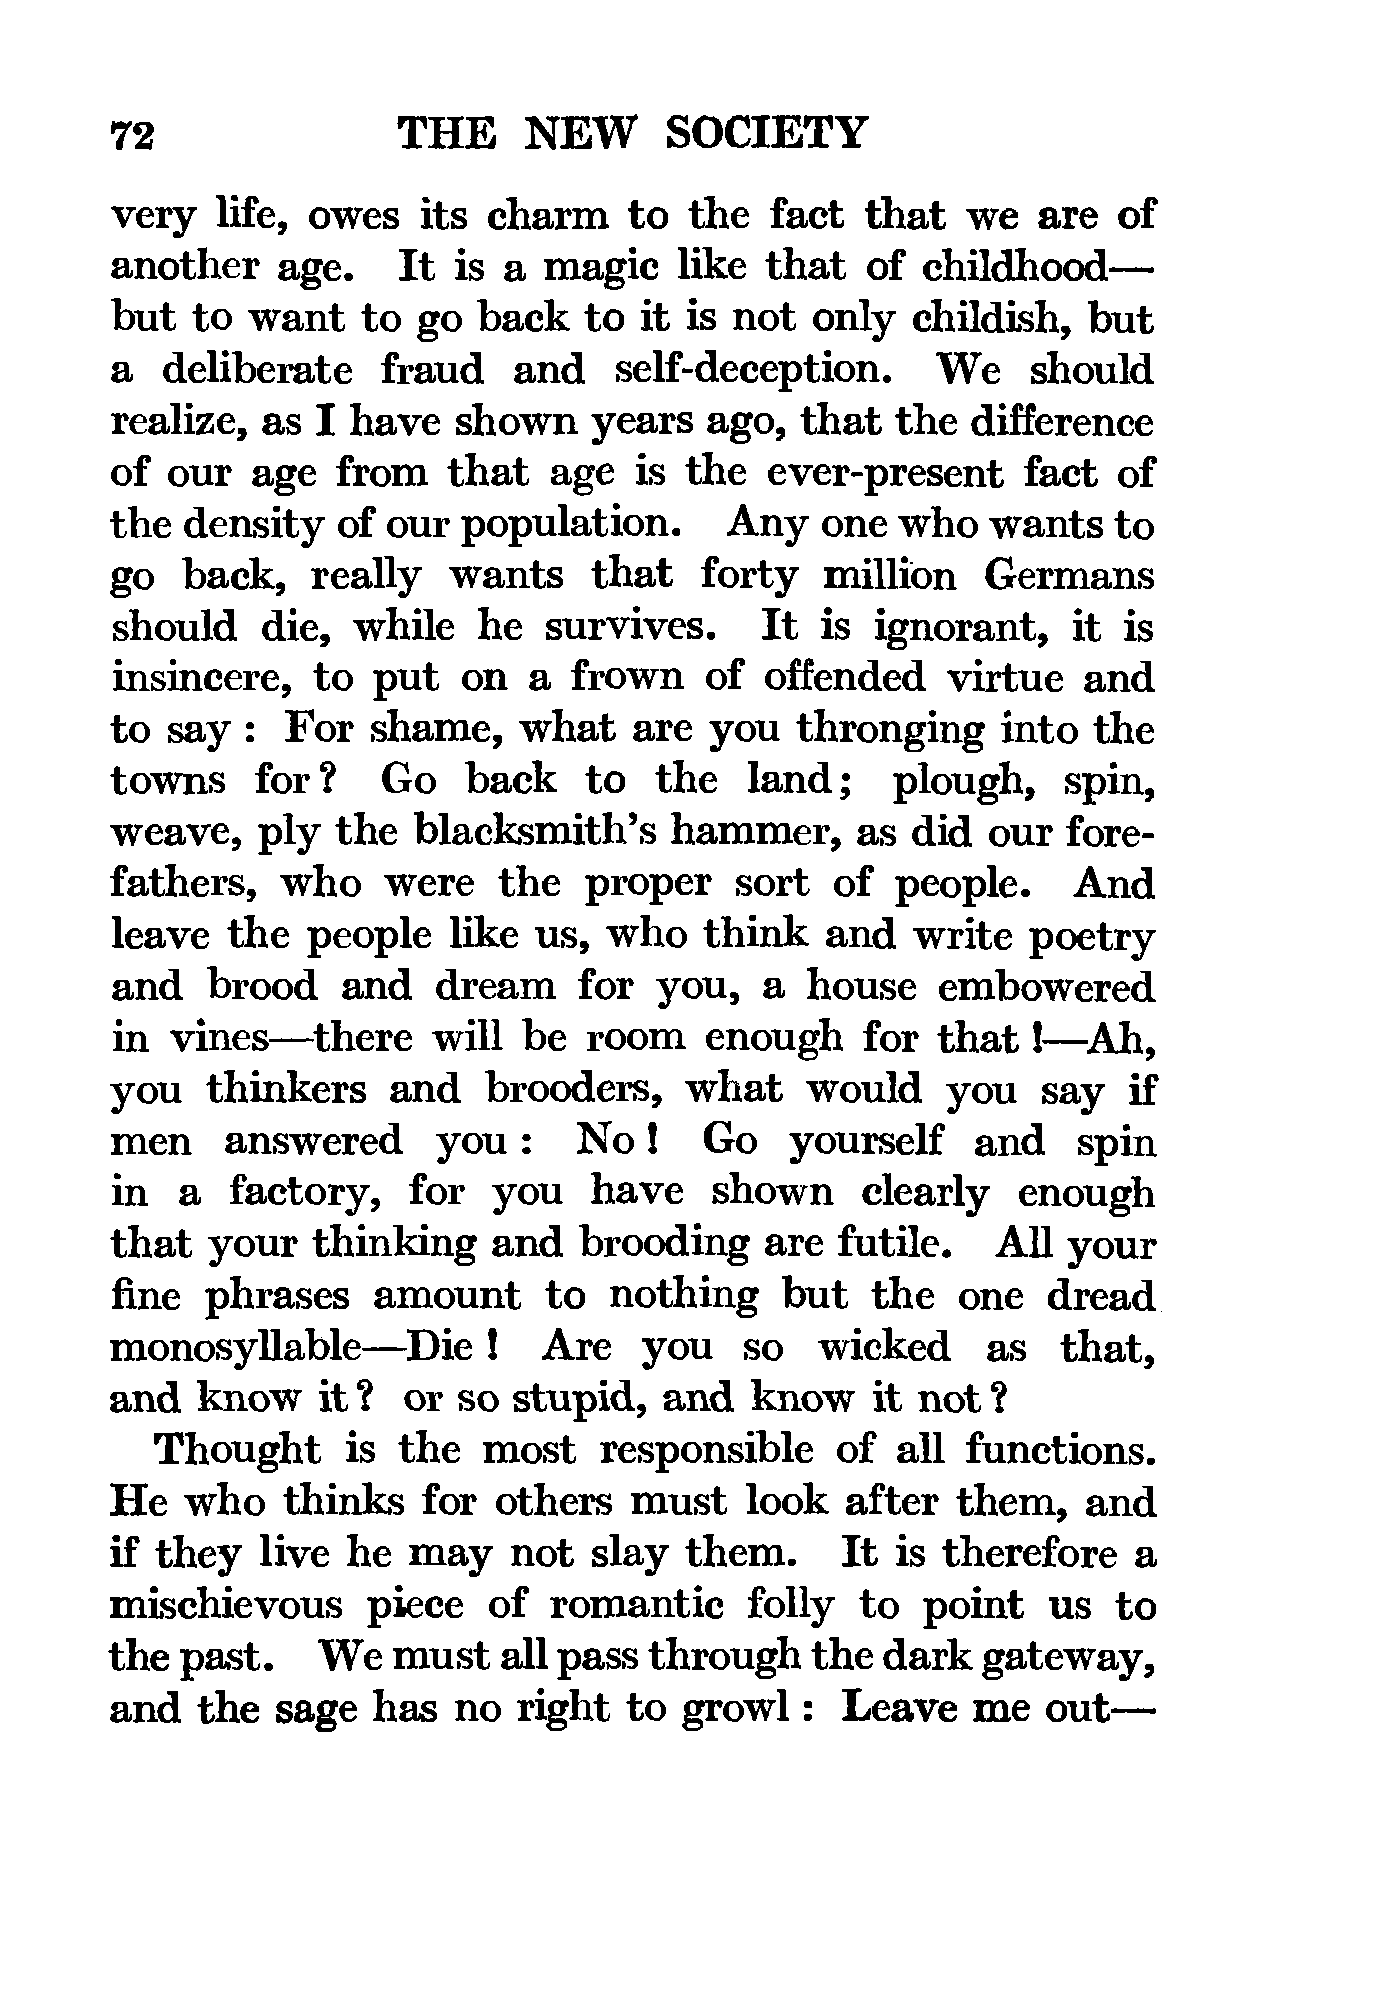 72 THE NEW SOCIETY
very life, owes its charm to the fact that we are of
another age. It is a magic like that of childhood—
but to want to go back to it is not only childish, but
a deliberate fraud and self-deception. We should
realize, as I have shown years ago, that the difference
of our age from that age is the ever-present fact of
the density of our population. Any one who wants to
go back, really wants that forty million Germans
should die, while he survives. It is ignorant, it is
insincere, to put on a frown of offended virtue and
to say : For shame, what are you thronging into the
towns for ? Go back to the land ; plough, spin,
weave, ply the blacksmith's hammer, as did our fore-
fathers, who were the proper sort of people. And
leave the people like us, who think and write poetry
and brood and dream for you, a house embowered
in vines—there will be room enough for that !—Ah,
you thinkers and brooders, what would you say if
men answered you : No ! Go yourself and spin
in a factory, for you have shown clearly enough
that your thinking and brooding are futile. All your
fine phrases amount to nothing but the one dread
monosyllable—Die ! Are you so wicked as that,
and know it ? or so stupid, and know it not ?
Thought is the most responsible of all functions.
He who thinks for others must look after them, and
if they live he may not slay them. It is therefore a
mischievous piece of romantic folly to point us to
the past. We must all pass through the dark gateway,
and the sage has no right to growl : Leave me out—